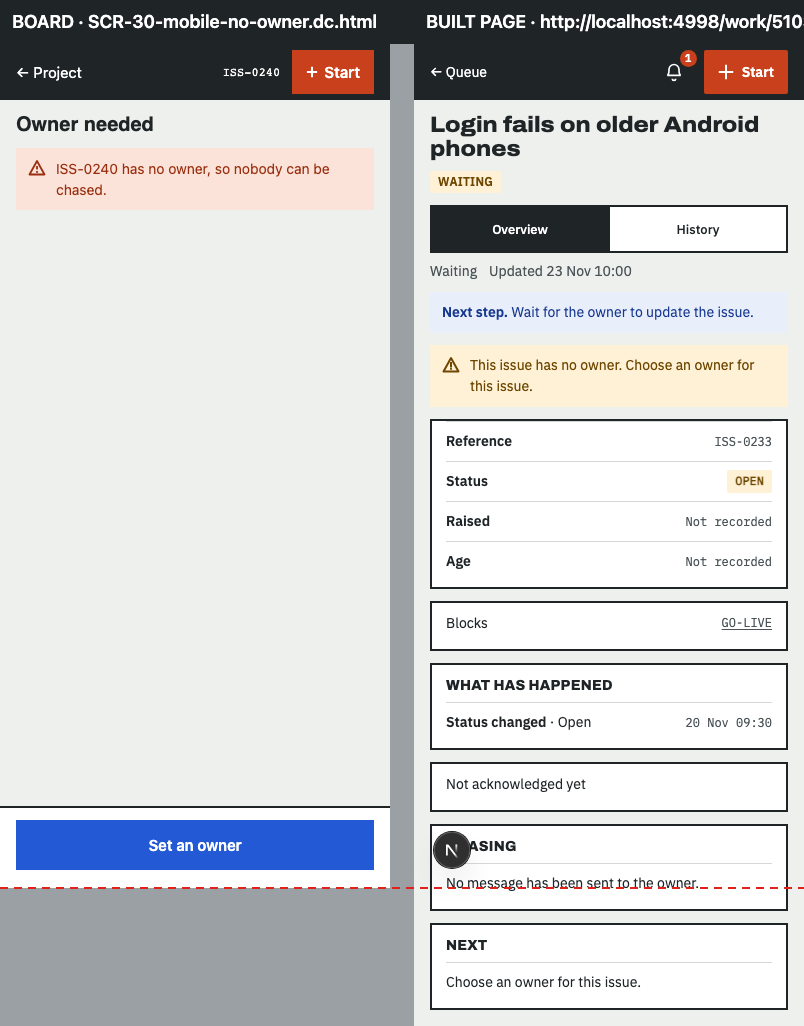 BOARD · SCR-30-mobile-no-owner.dc.html
← Project
ISS-0240
+ Start
Owner needed
ISS-0240 has no owner, so nobody can be
chased.
Set an owner
BUILT PAGE · http://localhost:4998/work/510
← Queue
1
+ Start
Login fails on older Android
phones
WAITING
Overview
History
Waiting Updated 23 Nov 10:00
Next step. Wait for the owner to update the issue.
This issue has no owner. Choose an owner for
this issue.
Reference ISS-0233
Status OPEN
Raised Not recorded
Age Not recorded
Blocks GO-LIVE
WHAT HAS HAPPENED
Status changed · Open 20 Nov 09:30
Not acknowledged yet
N
ASING
No message has been sent to the owner.
NEXT
Choose an owner for this issue.